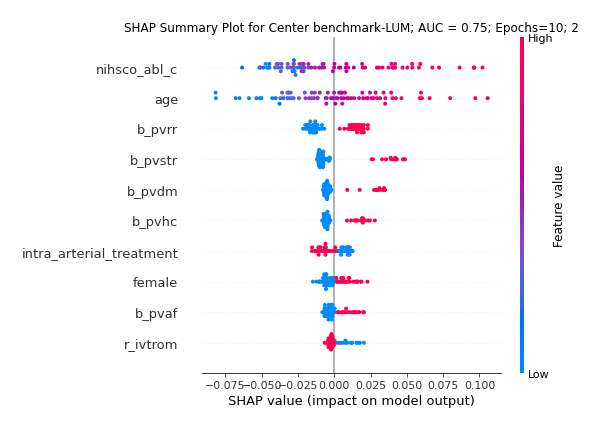 SHAP Summary Plot for Center benchmark-LUM; AUC = 0.75; Epochs=10; 2
High
nihsco_abl_c
age
b_pvrr
b_pvstr
b_pvdm
b_pvhc
intra_arterial_treatment
female
b_pvaf
r_ivtrom
Feature value
Low
−0.075 −0.050 −0.025 0.000 0.025 0.050 0.075 0.100
SHAP value (impact on model output)